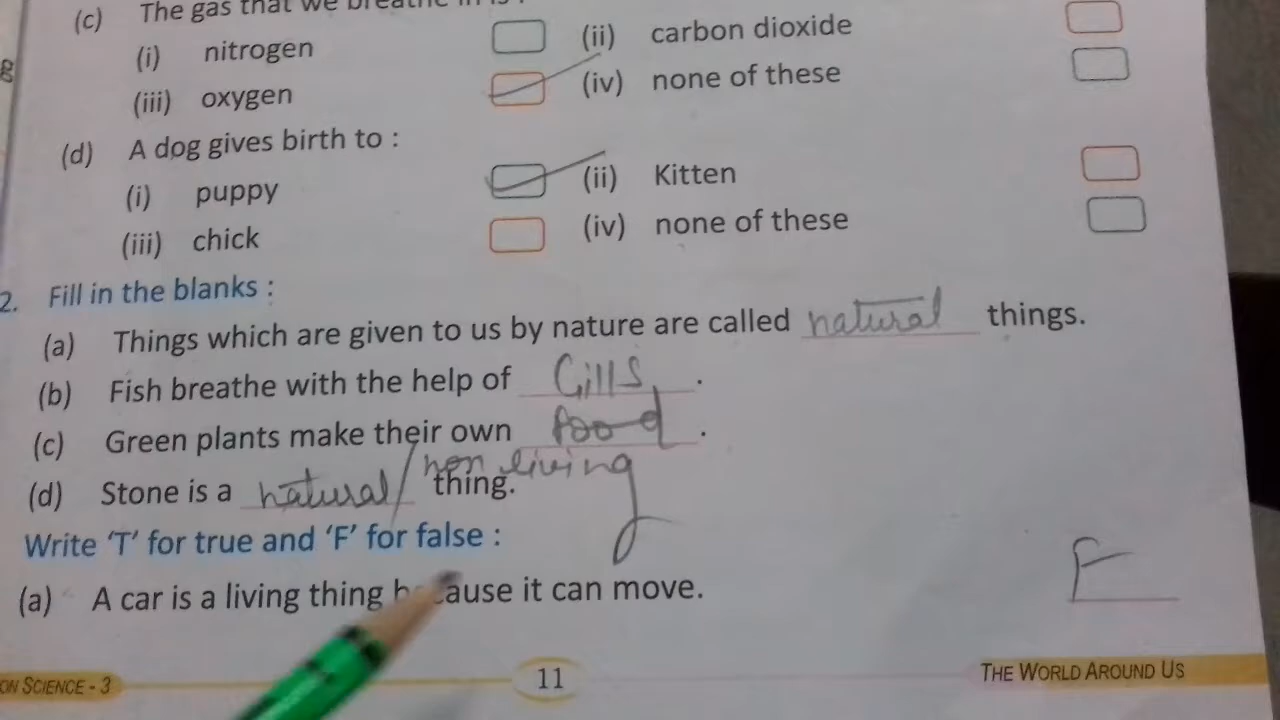 (c) The gas that we breathe in is :
(i) nitrogen (ii) carbon dioxide
(iii) oxygen (iv) none of these
(d) A dog gives birth to :
(i) puppy (ii) Kitten
(iii) chick (iv) none of these
2. Fill in the blanks :
(a) Things which are given to us by nature are called natural things.
(b) Fish breathe with the help of Gills.
(c) Green plants make their own food.
(d) Stone is a natural/non living thing.
Write 'T' for true and 'F' for false :
(a) A car is a living thing because it can move. F
ON SCIENCE - 3 11 THE WORLD AROUND US